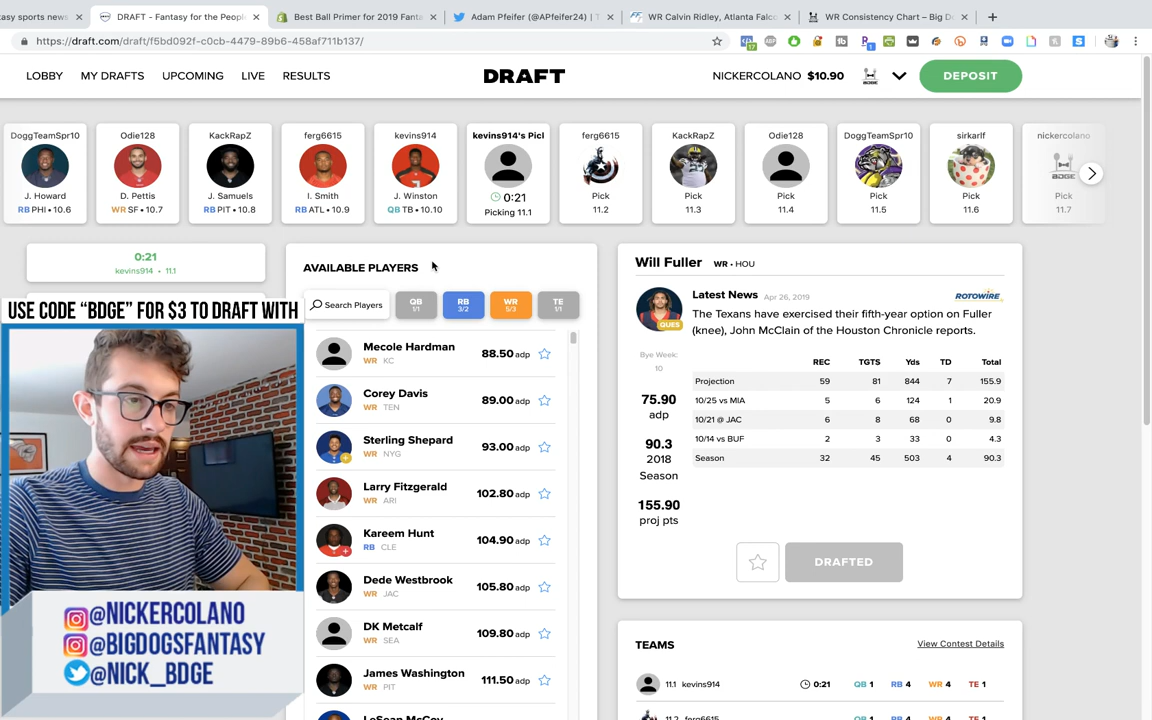 asy sports news
DRAFT - Fantasy for the Peopl
Best Ball Primer for 2019 Fanta
Adam Pfeifer (@APfeifer24) | T
WR Calvin Ridley, Atlanta Falco
WR Consistency Chart – Big D
https://draft.com/draft/f5bd092f-c0cb-4479-89b6-458af711b137/
LOBBY MY DRAFTS UPCOMING LIVE RESULTS
DRAFT
NICKERCOLANO $10.90
DEPOSIT
DoggTeamSpr10
J. Howard
RB PHI • 10.6
Odie128
D. Pettis
WR SF • 10.7
KackRapZ
J. Samuels
RB PIT • 10.8
ferg6615
I. Smith
RB ATL • 10.9
kevins914
J. Winston
QB TB • 10.10
kevins914's Picl
0:21
Picking 11.1
ferg6615
Pick
11.2
KackRapZ
Pick
11.3
Odie128
Pick
11.4
DoggTeamSpr10
Pick
11.5
sirkarlf
Pick
11.6
nickercolano
BDGE
Pick
11.7
0:21
kevins914 • 11.1
USE CODE “BDGE” FOR $3 TO DRAFT WITH
@NICKERCOLANO
@BIGDOGSFANTASY
@NICK_BDGE
AVAILABLE PLAYERS
Search Players
QB
1/1
RB
3/2
WR
5/3
TE
1/1
Mecole Hardman
WR KC
88.50 adp
Corey Davis
WR TEN
89.00 adp
Sterling Shepard
WR NYG
93.00 adp
Larry Fitzgerald
WR ARI
102.80 adp
Kareem Hunt
RB CLE
104.90 adp
Dede Westbrook
WR JAC
105.80 adp
DK Metcalf
WR SEA
109.80 adp
James Washington
WR PIT
111.50 adp
LeSean McCoy
Will Fuller WR • HOU
QUES
Latest News Apr 26, 2019
ROTOWIRE
The Texans have exercised their fifth-year option on Fuller
(knee), John McClain of the Houston Chronicle reports.
Bye Week:
10
75.90
adp
90.3
2018
Season
155.90
proj pts
REC TGTS Yds TD Total
Projection 59 81 844 7 155.9
10/25 vs MIA 5 6 124 1 20.9
10/21 @ JAC 6 8 68 0 9.8
10/14 vs BUF 2 3 33 0 4.3
Season 32 45 503 4 90.3
DRAFTED
TEAMS
View Contest Details
11.1 kevins914 0:21 QB 1 RB 4 WR 4 TE 1
11.2 ferg6615